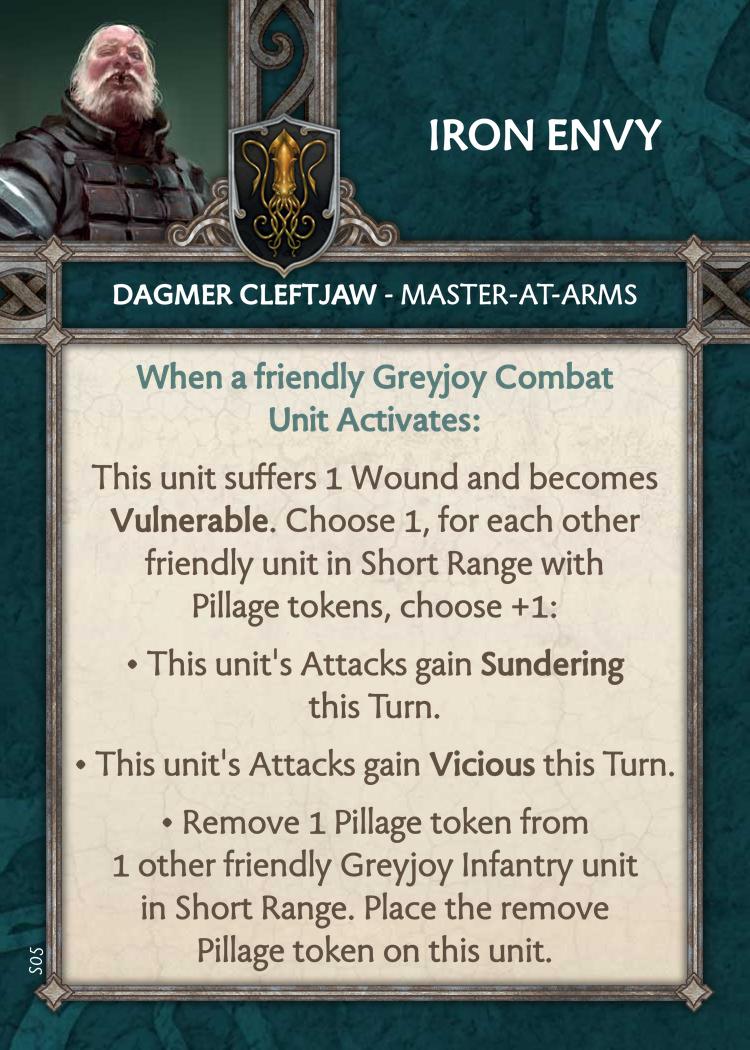 IRON ENVY
DAGMER CLEFTJAW - MASTER-AT-ARMS
When a friendly Greyjoy Combat
Unit Activates:
This unit suffers 1 Wound and becomes
Vulnerable. Choose 1, for each other
friendly unit in Short Range with
Pillage tokens, choose +1:
• This unit's Attacks gain Sundering
this Turn.
• This unit's Attacks gain Vicious this Turn.
• Remove 1 Pillage token from
1 other friendly Greyjoy Infantry unit
in Short Range. Place the remove
Pillage token on this unit.
S05